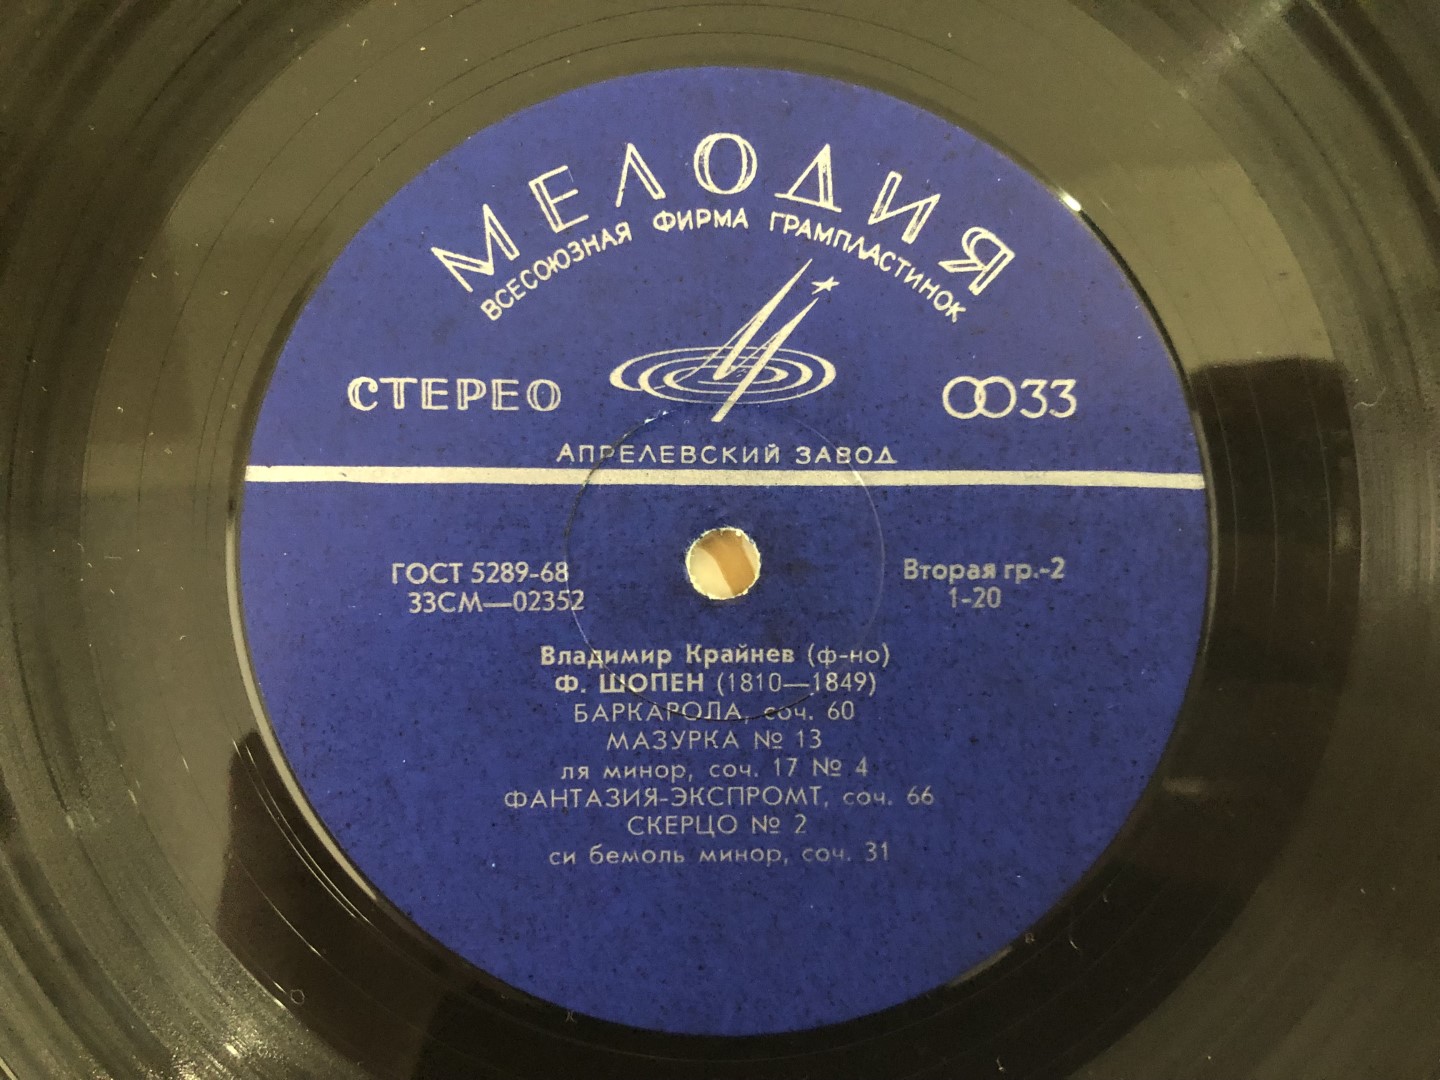 МЕЛОДИЯ
ВСЕСОЮЗНАЯ ФИРМА ГРАМПЛАСТИНОК
СТЕРЕО
33
АПРЕЛЕВСКИЙ ЗАВОД
ГОСТ 5289-68
33СМ—02352
Вторая гр.-2
1-20
Владимир Крайнев (ф-но)
Ф. ШОПЕН (1810—1849)
БАРКАРОЛА, соч. 60
МАЗУРКА № 13
ля минор, соч. 17 № 4
ФАНТАЗИЯ-ЭКСПРОМТ, соч. 66
СКЕРЦО № 2
си бемоль минор, соч. 31